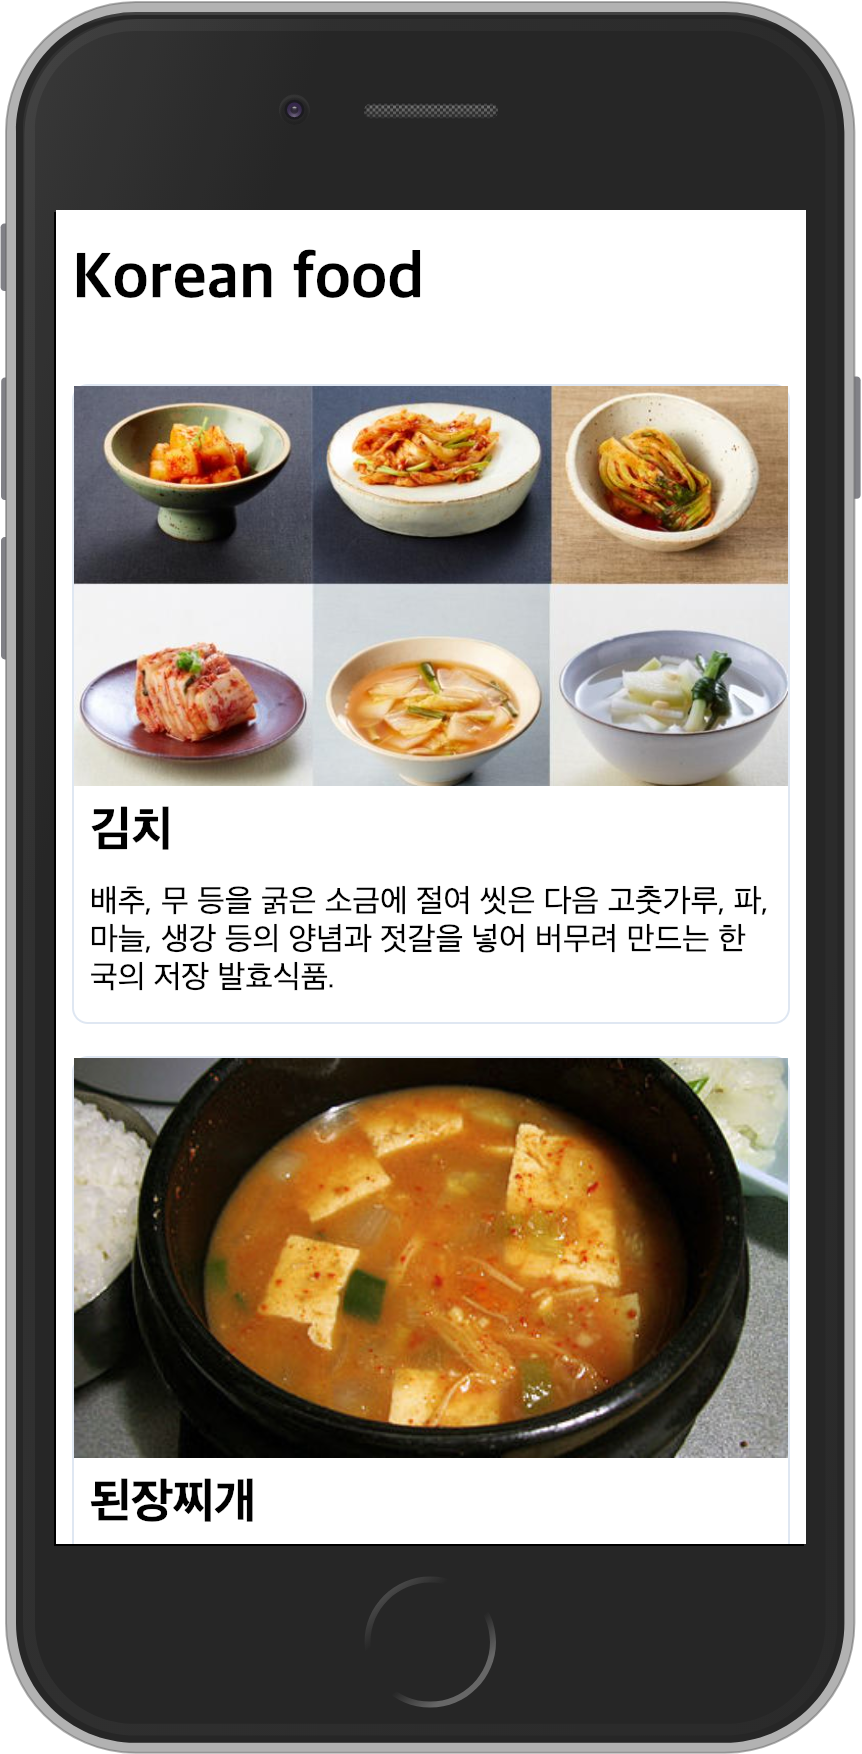 Korean food
김치
배추, 무 등을 굵은 소금에 절여 씻은 다음 고춧가루, 파,
마늘, 생강 등의 양념과 젓갈을 넣어 버무려 만드는 한
국의 저장 발효식품.
된장찌개